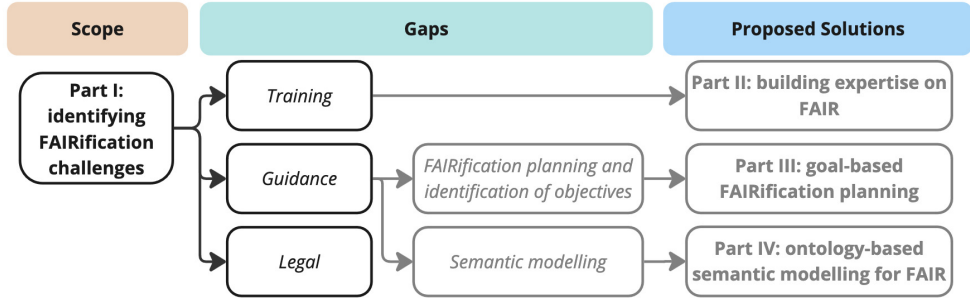 Scope
Gaps
Proposed Solutions
Part I:
identifying
FAIRification
challenges
Training
Part II: building expertise on
FAIR
Guidance
FAIRification planning and
identification of objectives
Part III: goal-based
FAIRification planning
Legal
Semantic modelling
Part IV: ontology-based
semantic modelling for FAIR